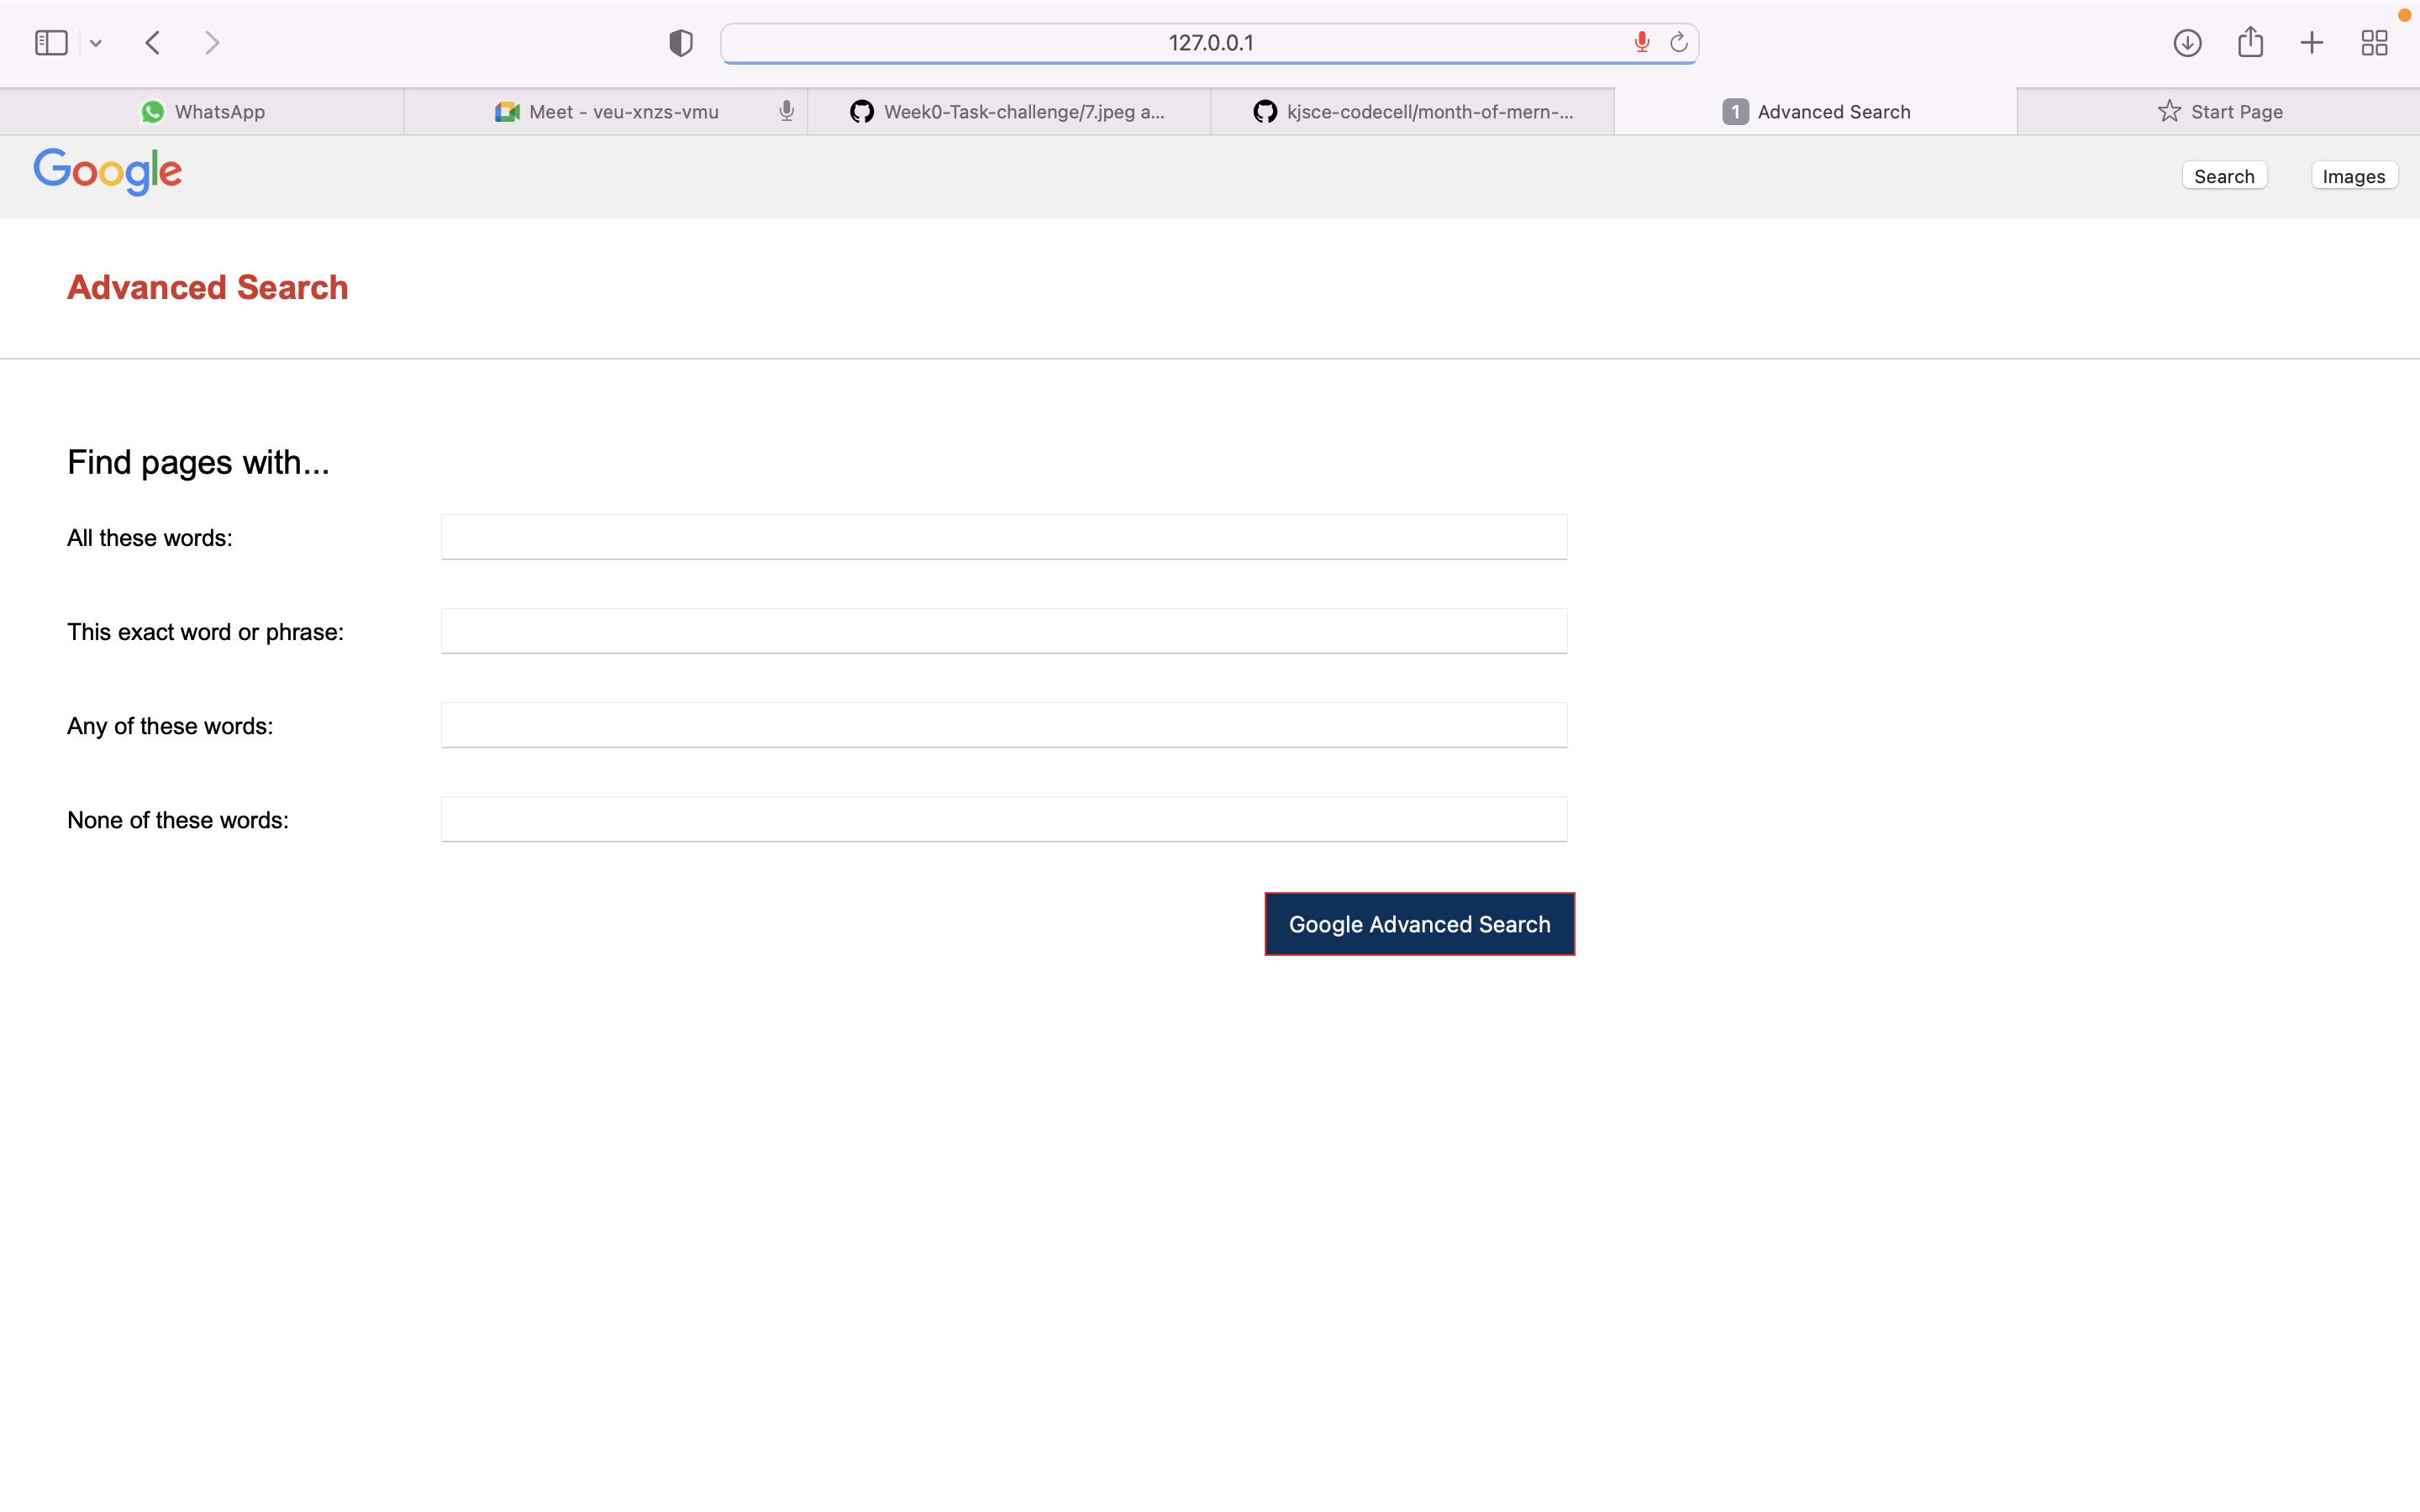 127.0.0.1
WhatsApp
Meet - veu-xnzs-vmu
Week0-Task-challenge/7.jpeg a...
kjsce-codecell/month-of-mern-...
1 Advanced Search
Start Page
Google
Search
Images
Advanced Search
Find pages with...
All these words:
This exact word or phrase:
Any of these words:
None of these words:
Google Advanced Search